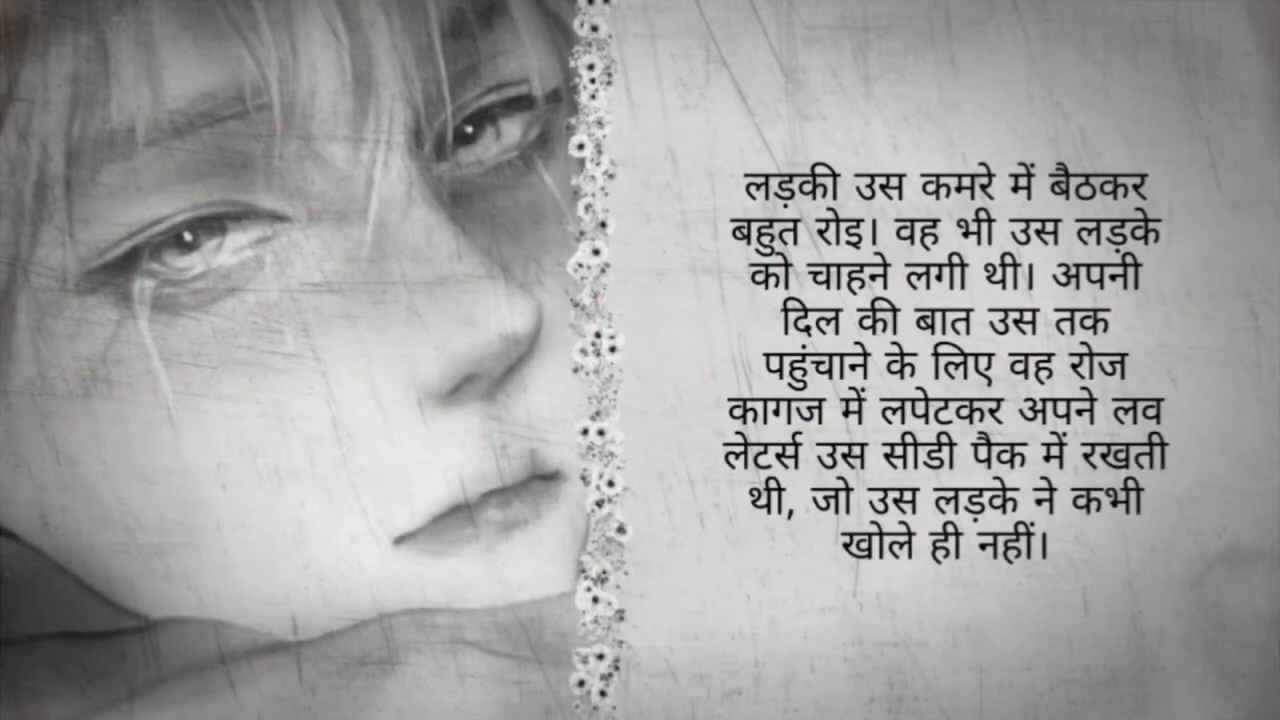 लड़की उस कमरे में बैठकर
बहुत रोइ। वह भी उस लड़के
को चाहने लगी थी। अपनी
दिल की बात उस तक
पहुंचाने के लिए वह रोज
कागज में लपेटकर अपने लव
लेटर्स उस सीडी पैक में रखती
थी, जो उस लड़के ने कभी
खोले ही नहीं।